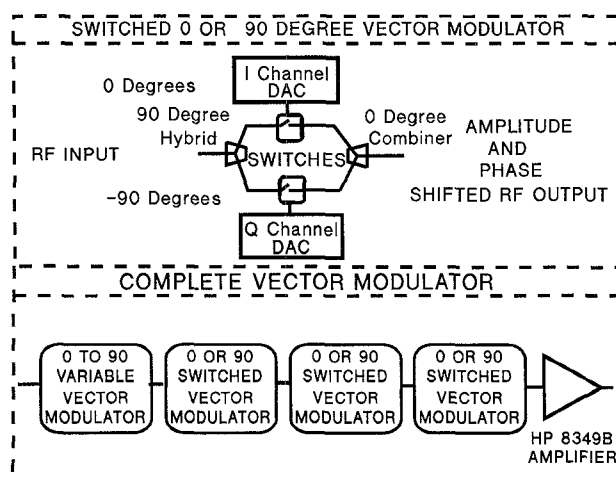 SWITCHED 0 OR 90 DEGREE VECTOR MODULATOR
I Channel
DAC
0 Degrees
90 Degree
Hybrid
0 Degree
Combiner
RF INPUT
SWITCHES
AMPLITUDE
AND
PHASE
SHIFTED RF OUTPUT
-90 Degrees
Q Channel
DAC
COMPLETE VECTOR MODULATOR
0 TO 90
VARIABLE
VECTOR
MODULATOR
0 OR 90
SWITCHED
VECTOR
MODULATOR
0 OR 90
SWITCHED
VECTOR
MODULATOR
0 OR 90
SWITCHED
VECTOR
MODULATOR
HP 8349B
AMPLIFIER